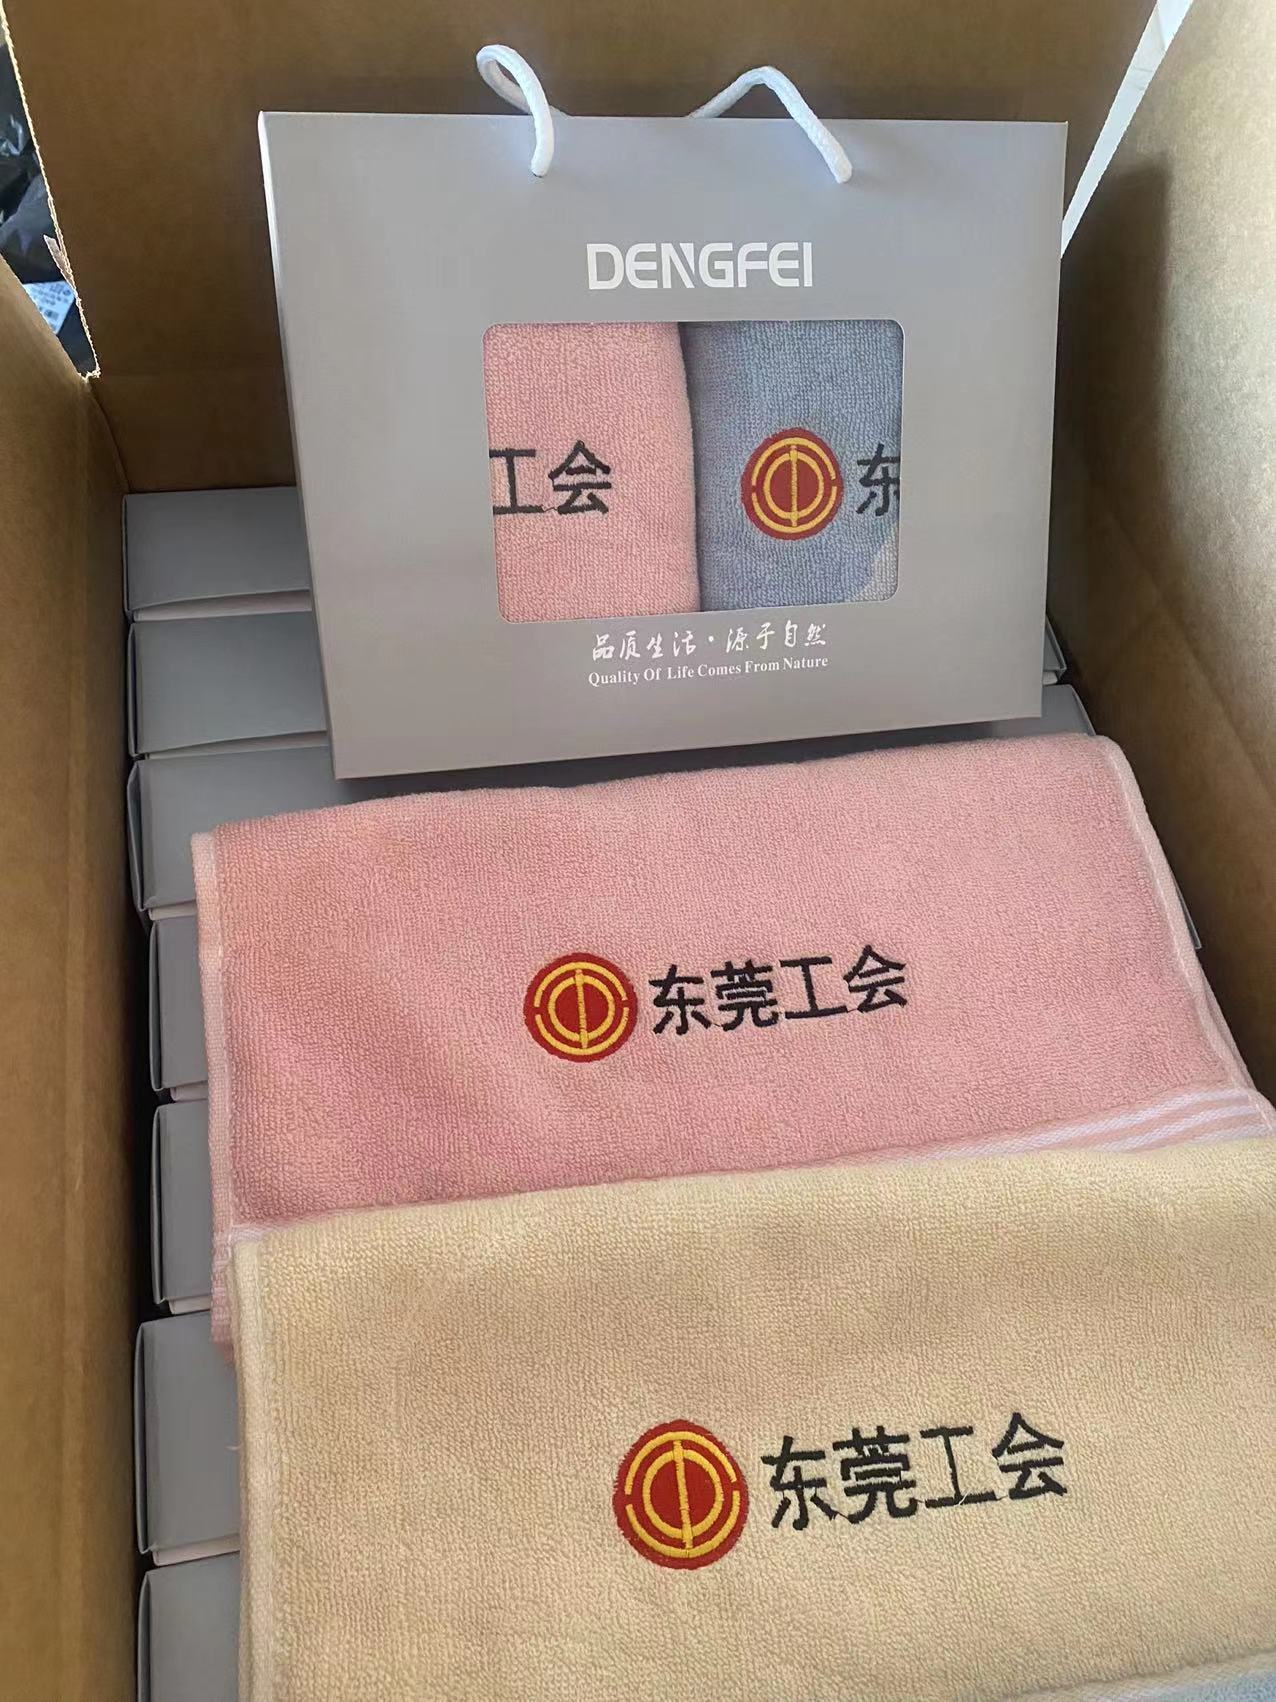 DENGFEI
工会
东
品质生活·源于自然
Quality Of Life Comes From Nature
东莞工会
东莞工会